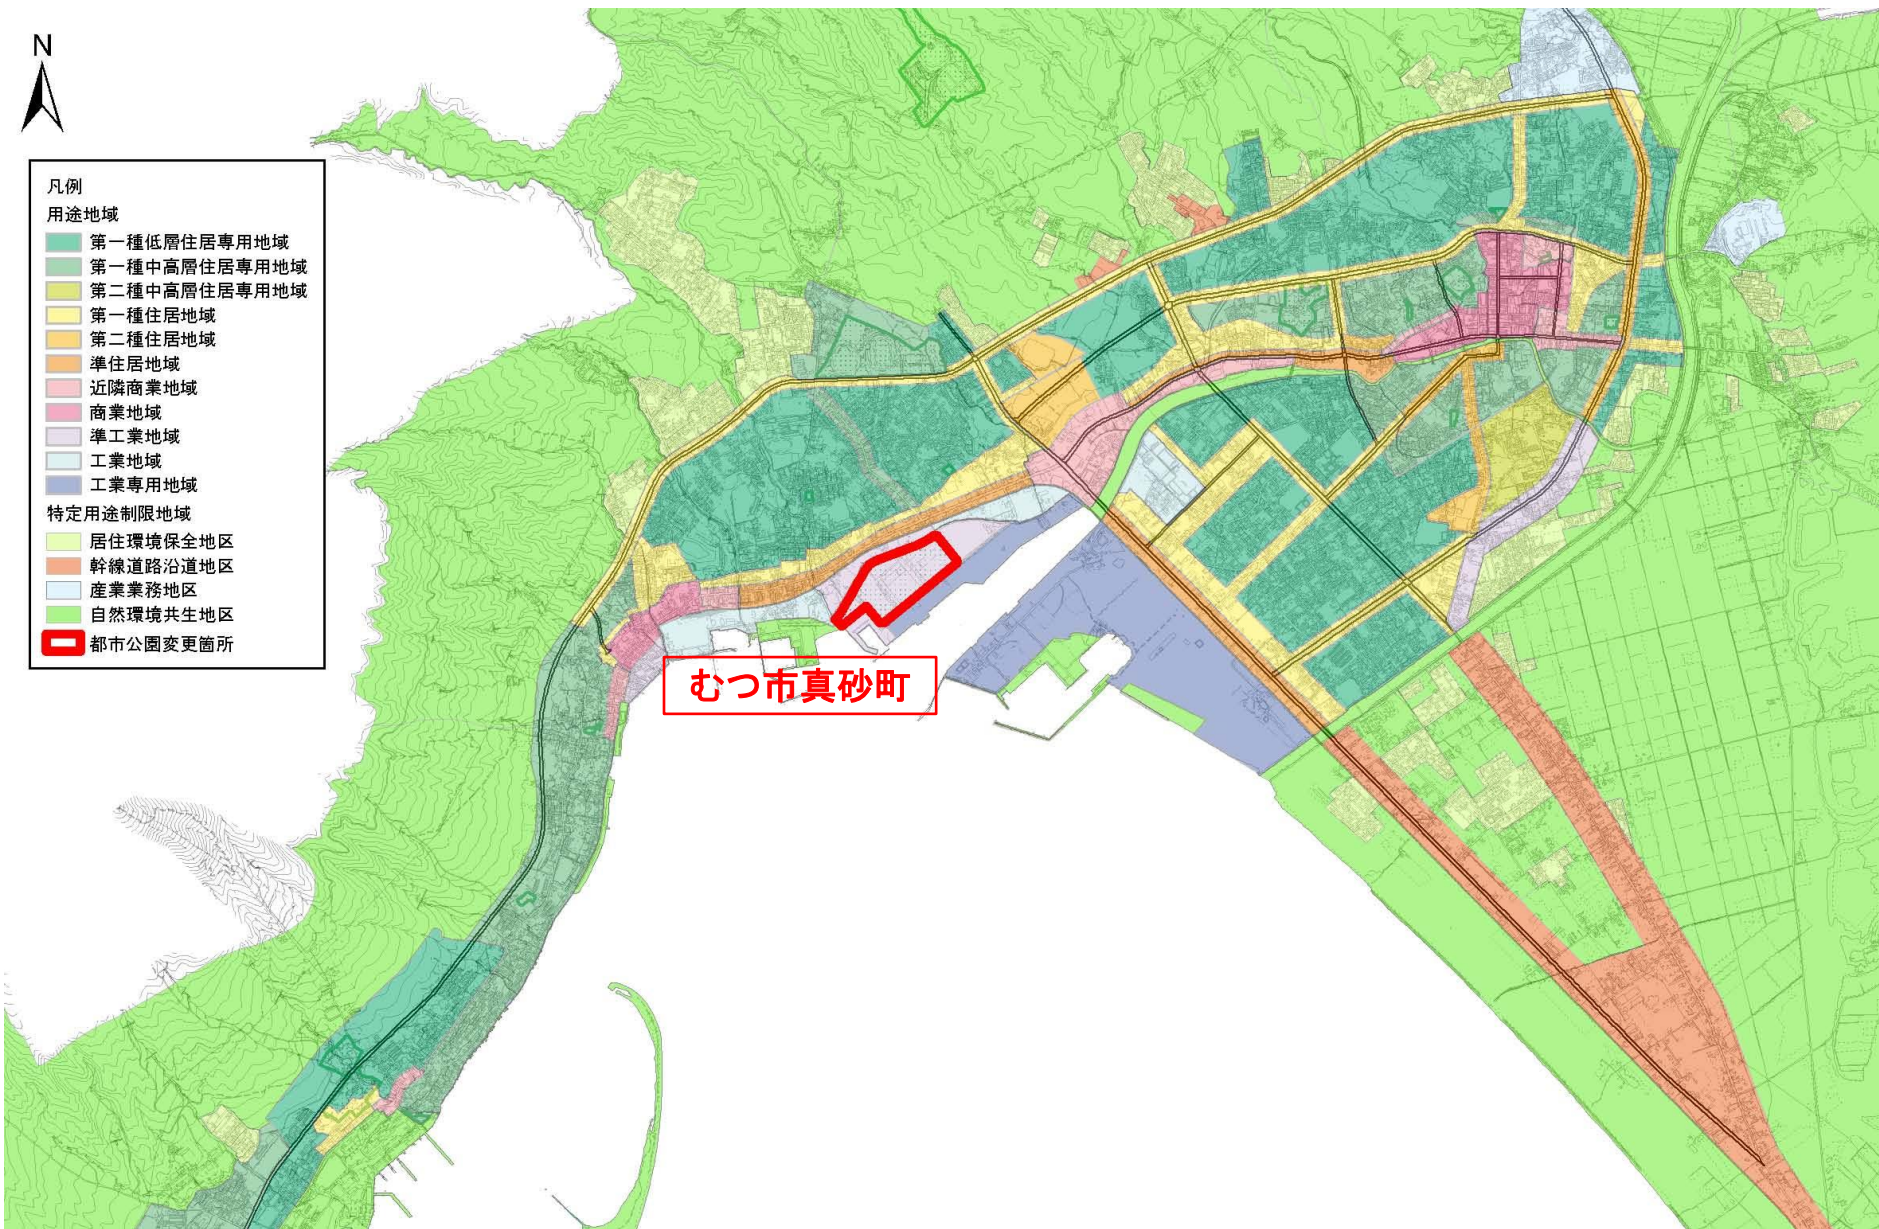 N
凡例
用途地域
第一種低層住居専用地域
第一種中高層住居専用地域
第二種中高層住居専用地域
第一種住居地域
第二種住居地域
準住居地域
近隣商業地域
商業地域
準工業地域
工業地域
工業専用地域
特定用途制限地域
居住環境保全地区
幹線道路沿道地区
産業業務地区
自然環境共生地区
都市公園変更箇所
むつ市真砂町